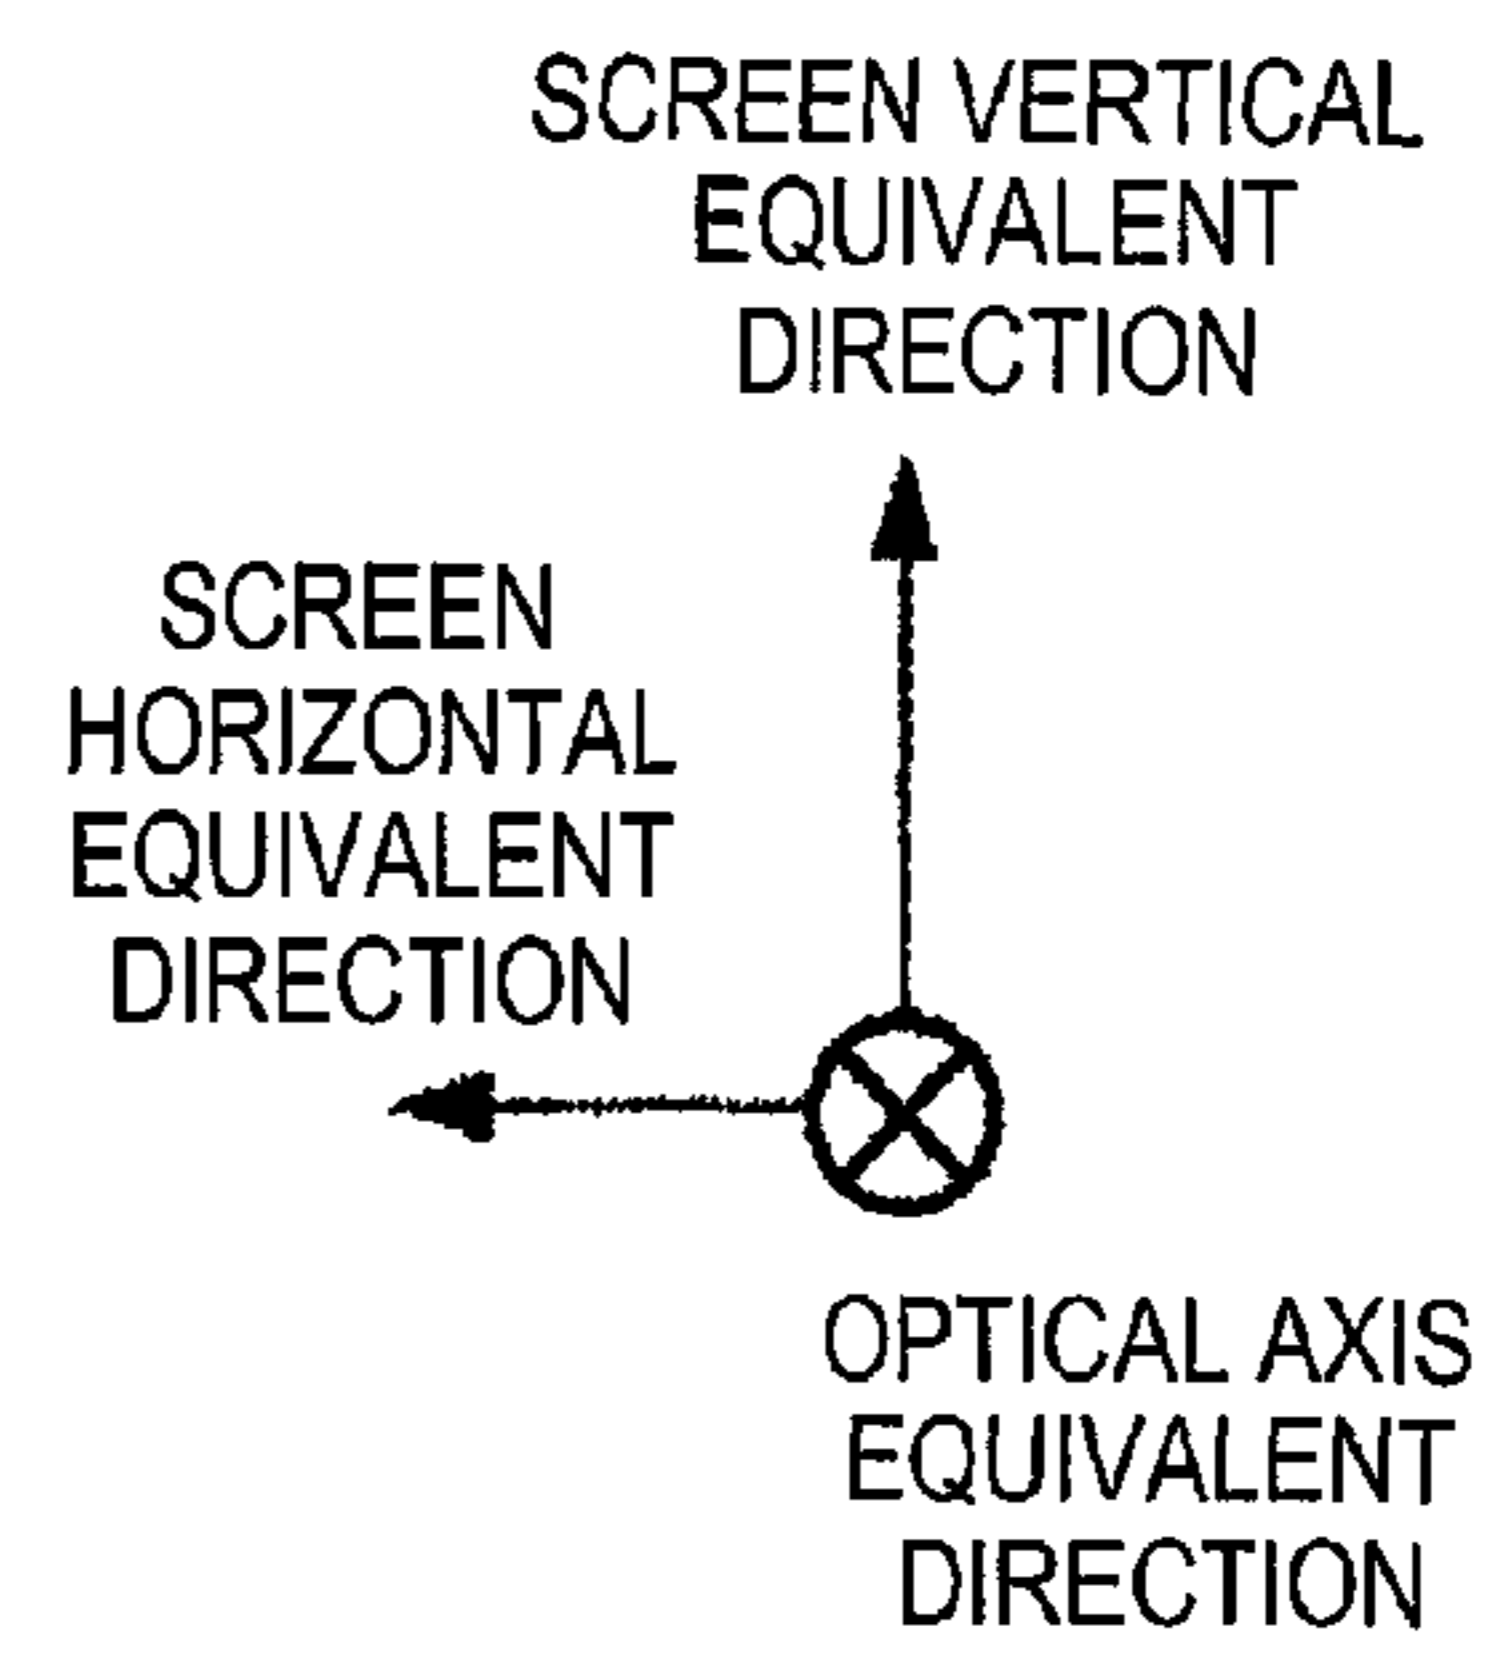 SCREEN VERTICAL
EQUIVALENT
DIRECTION
SCREEN
HORIZONTAL
EQUIVALENT
DIRECTION
OPTICAL AXIS
EQUIVALENT
DIRECTION